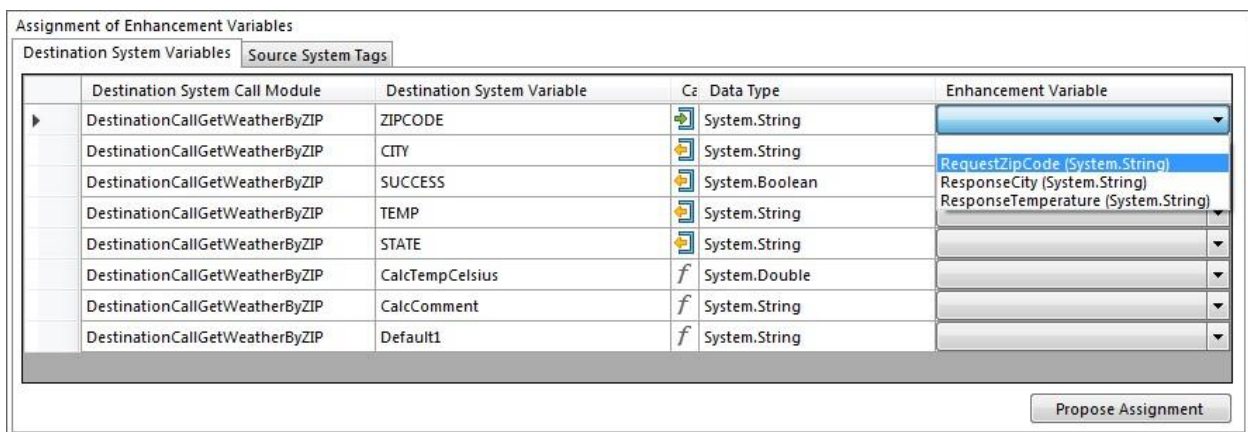 Assignment of Enhancement Variables
Destination System Variables Source System Tags
Destination System Call Module Destination System Variable Ca Data Type Enhancement Variable
DestinationCallGetWeatherByZIP ZIPCODE System.String
DestinationCallGetWeatherByZIP CITY System.String
RequestZipCode (System.String)
DestinationCallGetWeatherByZIP SUCCESS System.Boolean ResponseCity (System.String)
ResponseTemperature (System.String)
DestinationCallGetWeatherByZIP TEMP System.String
DestinationCallGetWeatherByZIP STATE System.String
DestinationCallGetWeatherByZIP CalcTempCelsius f System.Double
DestinationCallGetWeatherByZIP CalcComment f System.String
DestinationCallGetWeatherByZIP Default1 f System.String
Propose Assignment